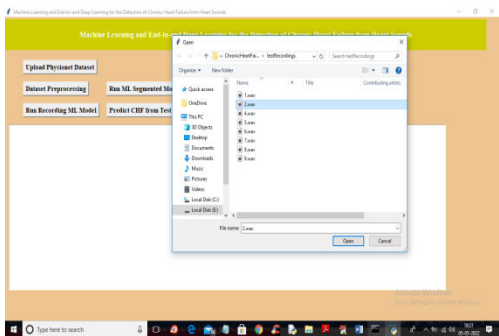 Machine Learning and End-to-end Deep Learning for the Detection of Chronic Heart Failure from Heart Sounds
Machine Learning and End-to-end Deep Learning for the Detection of Chronic Heart Failure from Heart Sounds
Upload Physionet Dataset
Dataset Preprocessing
Run ML Segmented Mo
Run Recording ML Model
Predict CHF from Test
Open
ChronicHeartFai... > testRecordings
Search testRecordings
Organize
New folder
Name
#
Title
Contributing artists
Quick access
OneDrive
This PC
3D Objects
Desktop
Documents
Downloads
Music
Pictures
Videos
Local Disk (C:)
Local Disk (E:)
1.wav
2.wav
4.wav
5.wav
6.wav
7.wav
8.wav
9.wav
File name:
2.wav
Open
Cancel
Activate Windows
Type here to search